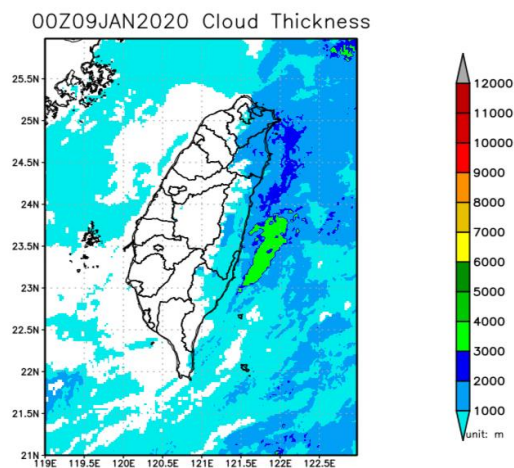 00Z09JAN2020 Cloud Thickness
25.5N
25N
24.5N
24N
23.5N
23N
22.5N
22N
21.5N
21N
119E 119.5E 120E 120.5E 121E 121.5E 122E 122.5E
12000
11000
10000
9000
8000
7000
6000
5000
4000
3000
2000
1000
unit: m